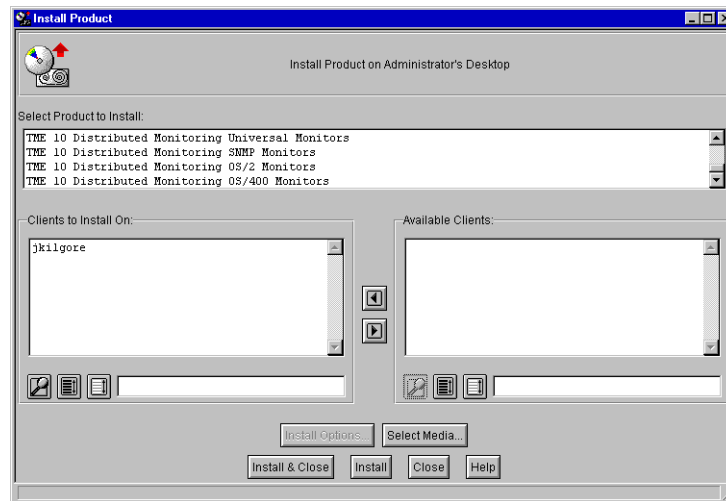 Install Product
Install Product on Administrator's Desktop
Select Product to Install:
TME 10 Distributed Monitoring Universal Monitors
TME 10 Distributed Monitoring SNMP Monitors
TME 10 Distributed Monitoring OS/2 Monitors
TME 10 Distributed Monitoring OS/400 Monitors
Clients to Install On:
jkilgore
Available Clients:
Install Options...
Select Media...
Install & Close
Install
Close
Help